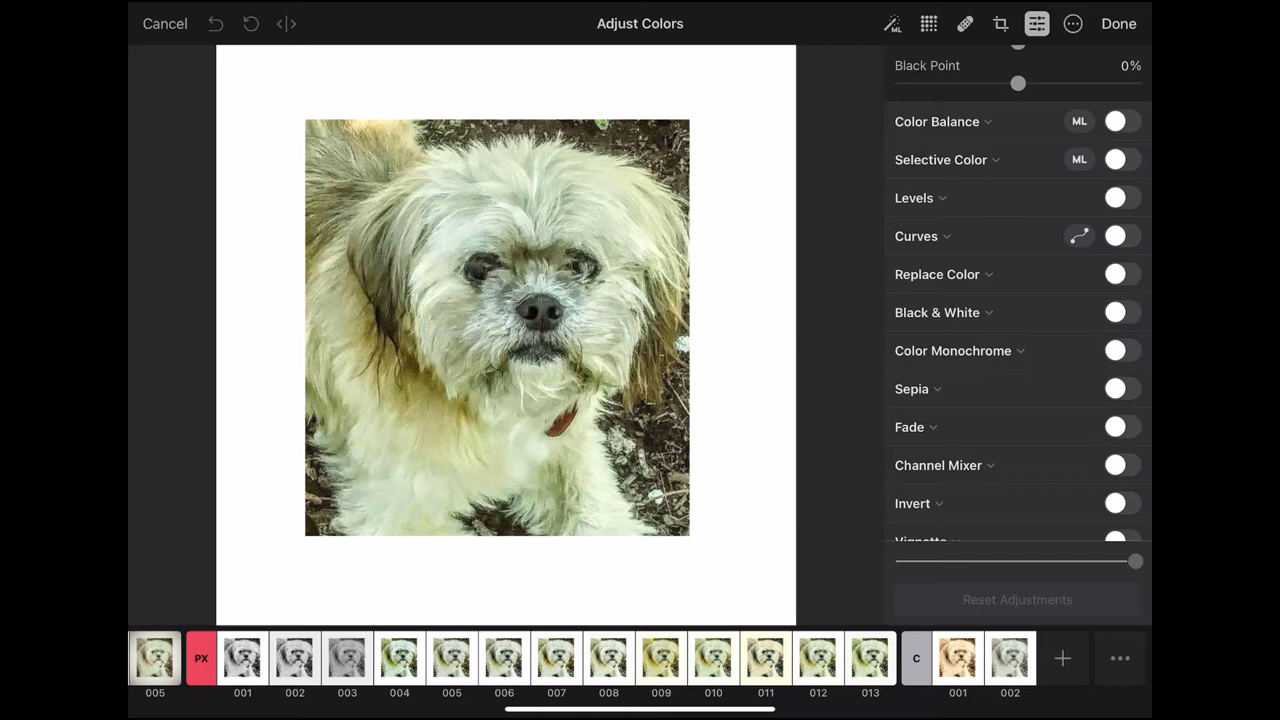 Cancel
Adjust Colors
ML
Done
Black Point 0%
Color Balance ML
Selective Color ML
Levels
Curves
Replace Color
Black & White
Color Monochrome
Sepia
Fade
Channel Mixer
Invert
Vignette
Reset Adjustments
PX
C
005 001 002 003 004 005 006 007 008 009 010 011 012 013 001 002